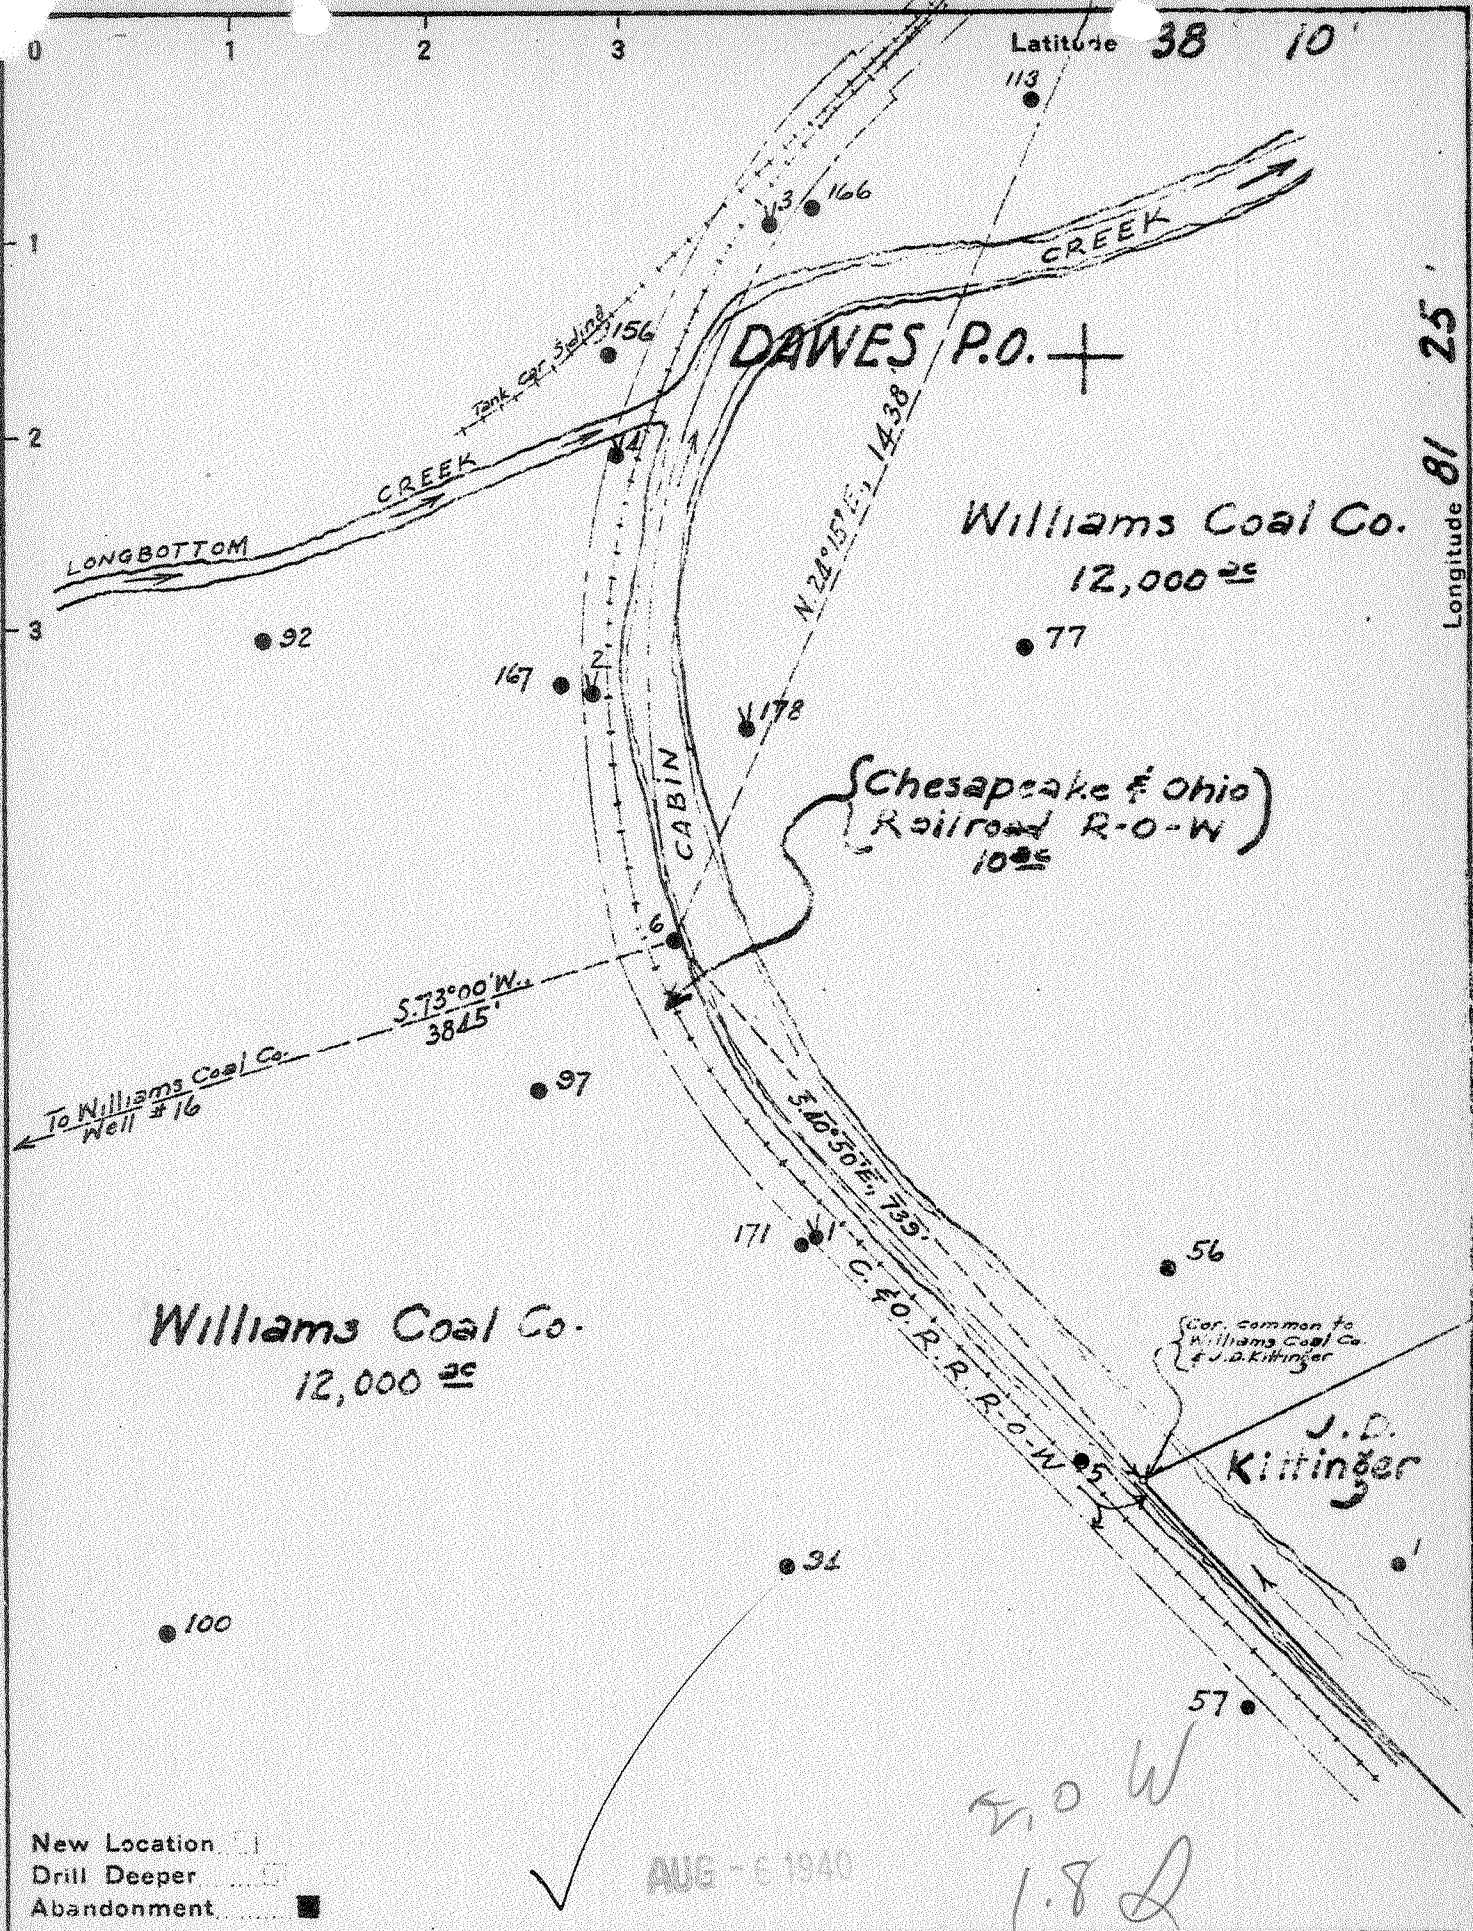 0 1 2 3
Latitude 38 10'
113
3 166
1
CREEK
Tank car Siding
156
DAWES P.O.
25'
2
4
CREEK
N. 24°15'E., 1438'
81
Longitude
LONGBOTTOM
Williams Coal Co.
12,000 ac
3
92
77
167 2
178
CABIN
Chesapeake & Ohio
Railroad R-O-W
10 ac
6
S.73°00'W.,
3845'
To Williams Coal Co.
Well #16
97
S.40°50'E., 739'
171 1
56
C. & O. R. R. R-O-W
Williams Coal Co.
12,000 ac
Cor. common to
Williams Coal Co.
& J.D. Kittinger
J. D.
Kittinger
5
91
1
100
57
New Location
Drill Deeper
Abandonment
AUG - 6 1940
W
1.8